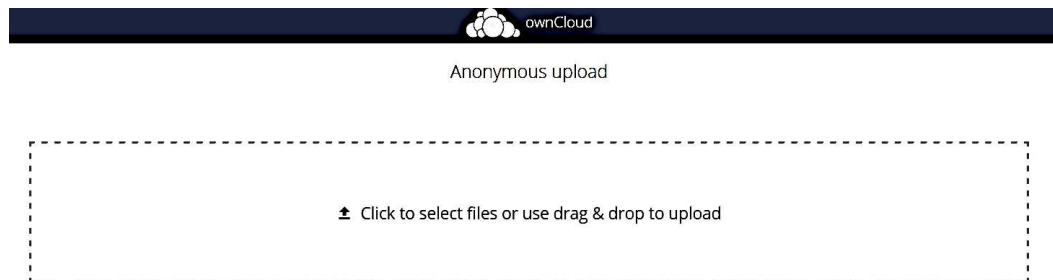 ownCloud
Anonymous upload
Click to select files or use drag & drop to upload